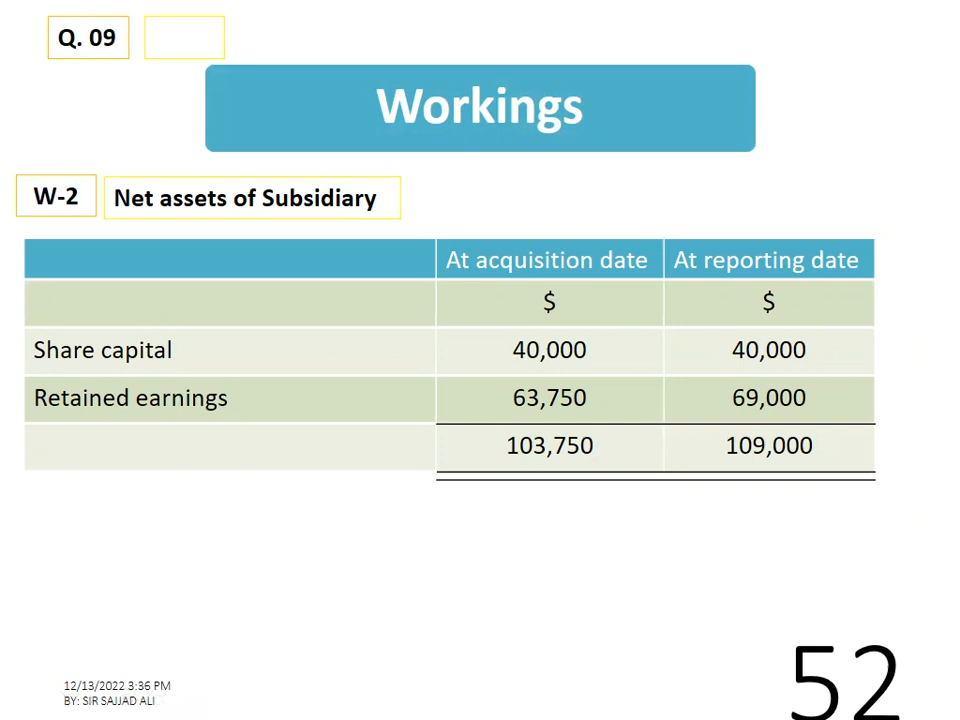 Q. 09
Workings
W-2 Net assets of Subsidiary
At acquisition date At reporting date
$ $
Share capital 40,000 40,000
Retained earnings 63,750 69,000
103,750 109,000
12/13/2022 3:36 PM
BY: SIR SAJJAD ALI
52